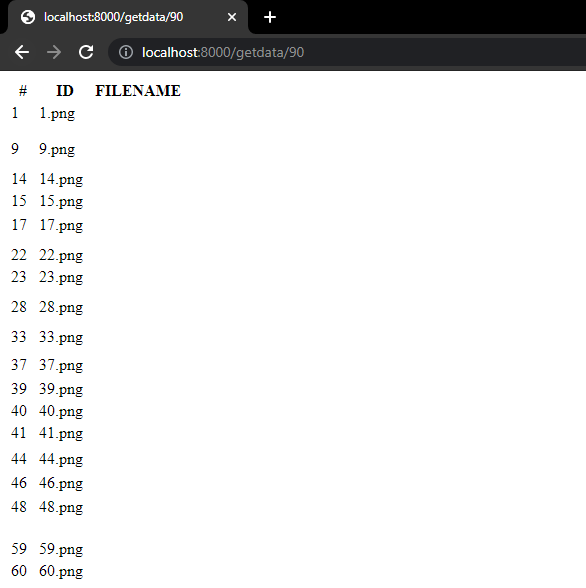 localhost:8000/getdata/90
localhost:8000/getdata/90
# ID FILENAME
1 1.png
9 9.png
14 14.png
15 15.png
17 17.png
22 22.png
23 23.png
28 28.png
33 33.png
37 37.png
39 39.png
40 40.png
41 41.png
44 44.png
46 46.png
48 48.png
59 59.png
60 60.png